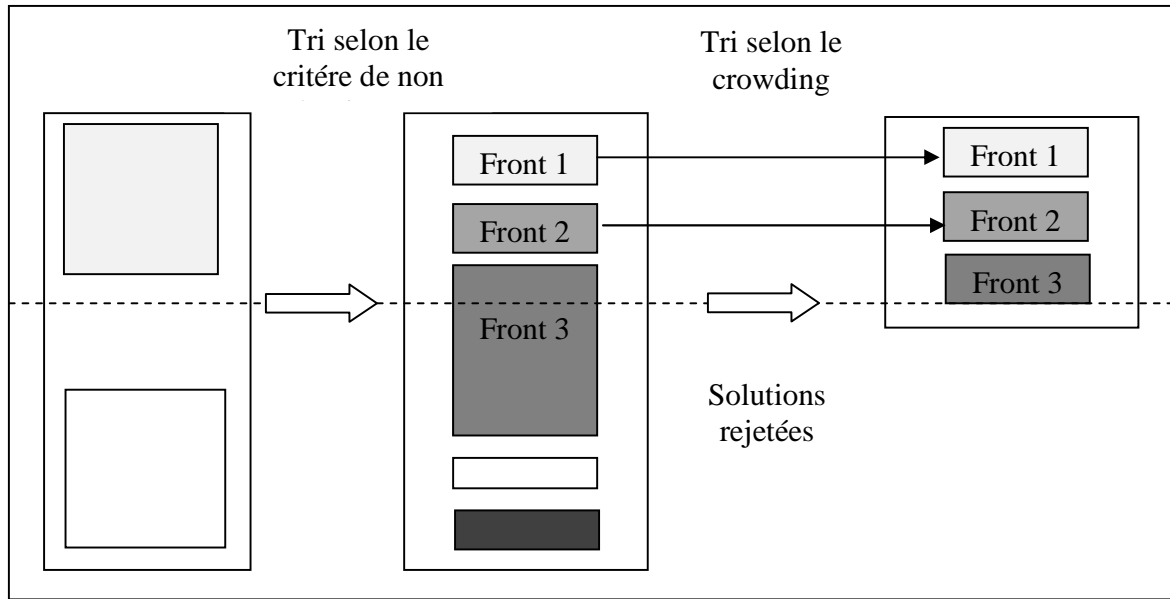 Tri selon le
critére de non
Tri selon le
crowding
Front 1
Front 2
Front 3
Front 1
Front 2
Front 3
Solutions
rejetées